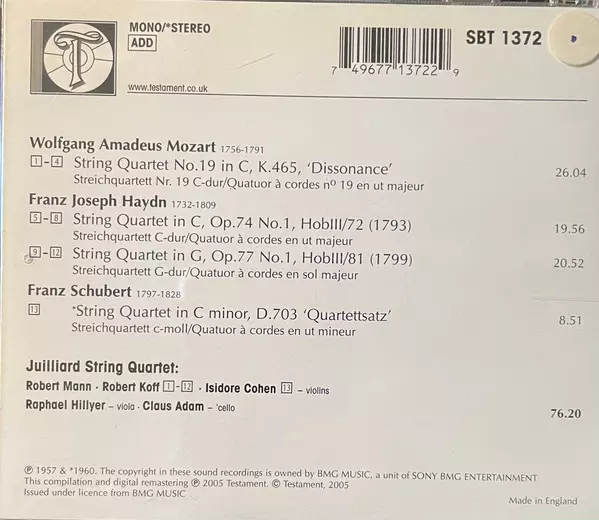 MONO/*STEREO
ADD
www.testament.co.uk
7 49677 13722 9
SBT 1372
Wolfgang Amadeus Mozart 1756-1791
1-4 String Quartet No.19 in C, K.465, ‘Dissonance’ 26.04
Streichquartett Nr. 19 C-dur/Quatuor à cordes nº 19 en ut majeur
Franz Joseph Haydn 1732-1809
5-8 String Quartet in C, Op.74 No.1, HobIII/72 (1793) 19.56
Streichquartett C-dur/Quatuor à cordes en ut majeur
9-12 String Quartet in G, Op.77 No.1, HobIII/81 (1799) 20.52
Streichquartett G-dur/Quatuor à cordes en sol majeur
Franz Schubert 1797-1828
13 *String Quartet in C minor, D.703 ‘Quartettsatz’ 8.51
Streichquartett c-moll/Quatuor à cordes en ut mineur
Juilliard String Quartet:
Robert Mann · Robert Koff 1-12 · Isidore Cohen 13 – violins
Raphael Hillyer – viola · Claus Adam – ’cello
76.20
℗ 1957 & *1960. The copyright in these sound recordings is owned by BMG MUSIC, a unit of SONY BMG ENTERTAINMENT
This compilation and digital remastering ℗ 2005 Testament. © Testament, 2005
Issued under licence from BMG MUSIC
Made in England